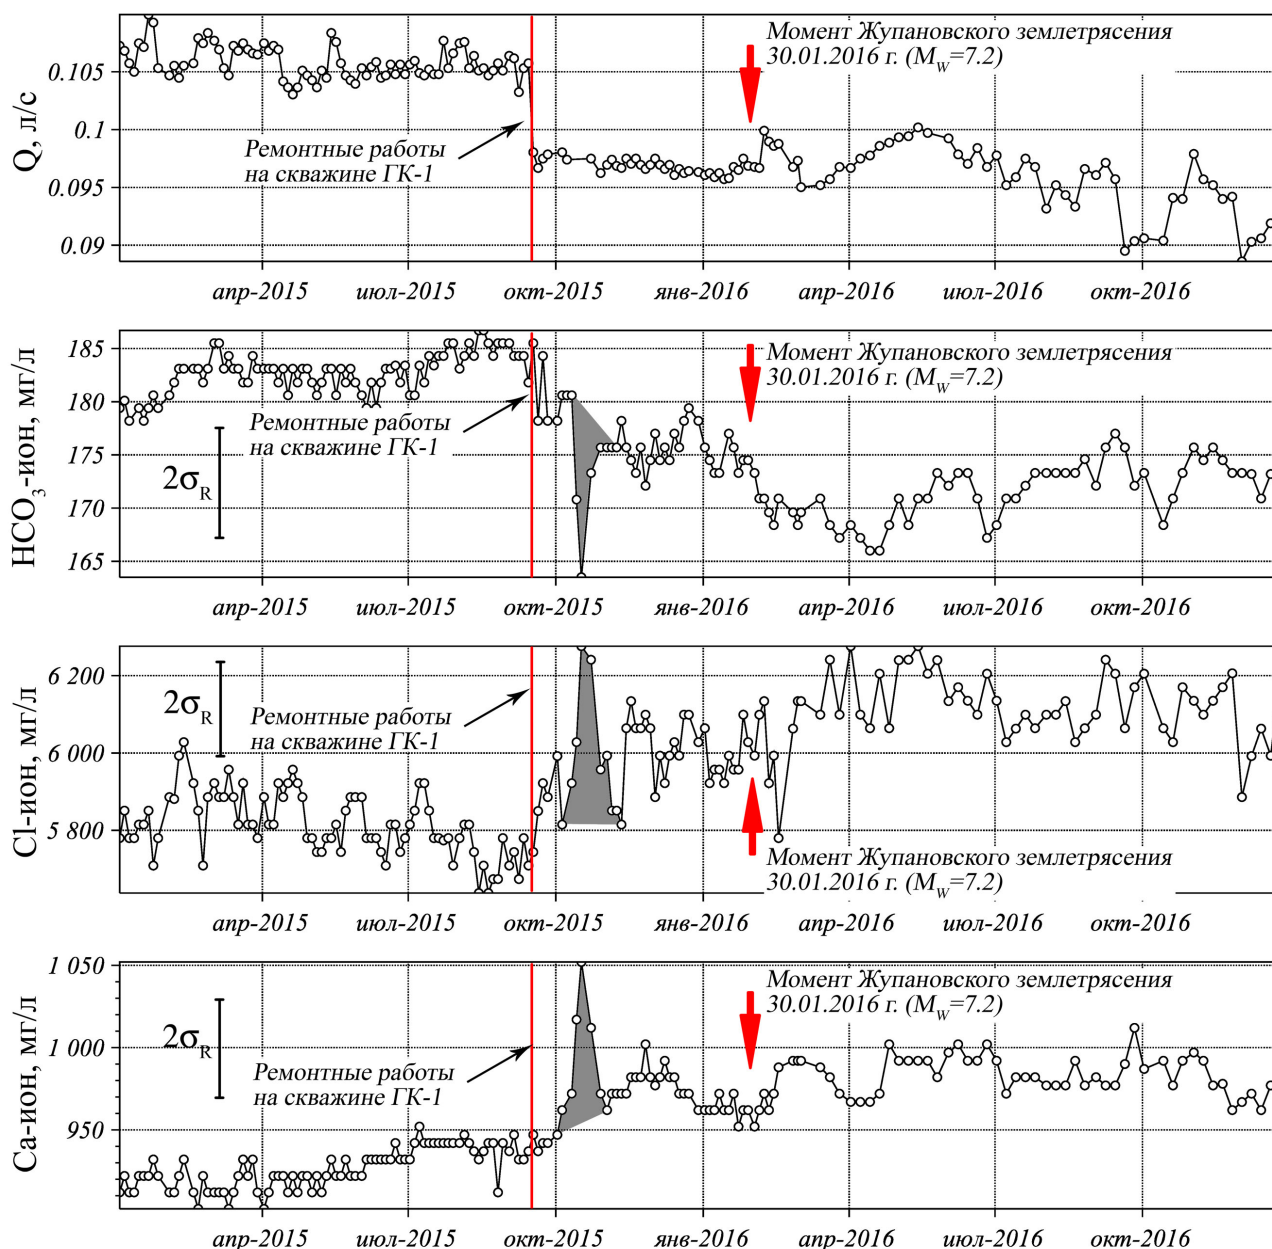 Q, л/с
0.105
0.1
0.095
0.09
Момент Жупановского землетрясения
30.01.2016 г. (MW=7.2)
Ремонтные работы
на скважине ГК-1
апр-2015 июл-2015 окт-2015 янв-2016 апр-2016 июл-2016 окт-2016
HCO3-ион, мг/л
185
180
175
170
165
Момент Жупановского землетрясения
30.01.2016 г. (MW=7.2)
Ремонтные работы
на скважине ГК-1
2σR
апр-2015 июл-2015 окт-2015 янв-2016 апр-2016 июл-2016 окт-2016
Cl-ион, мг/л
6 200
6 000
5 800
2σR
Ремонтные работы
на скважине ГК-1
Момент Жупановского землетрясения
30.01.2016 г. (MW=7.2)
апр-2015 июл-2015 окт-2015 янв-2016 апр-2016 июл-2016 окт-2016
Ca-ион, мг/л
1 050
1 000
950
Момент Жупановского землетрясения
30.01.2016 г. (MW=7.2)
2σR
Ремонтные работы
на скважине ГК-1
апр-2015 июл-2015 окт-2015 янв-2016 апр-2016 июл-2016 окт-2016